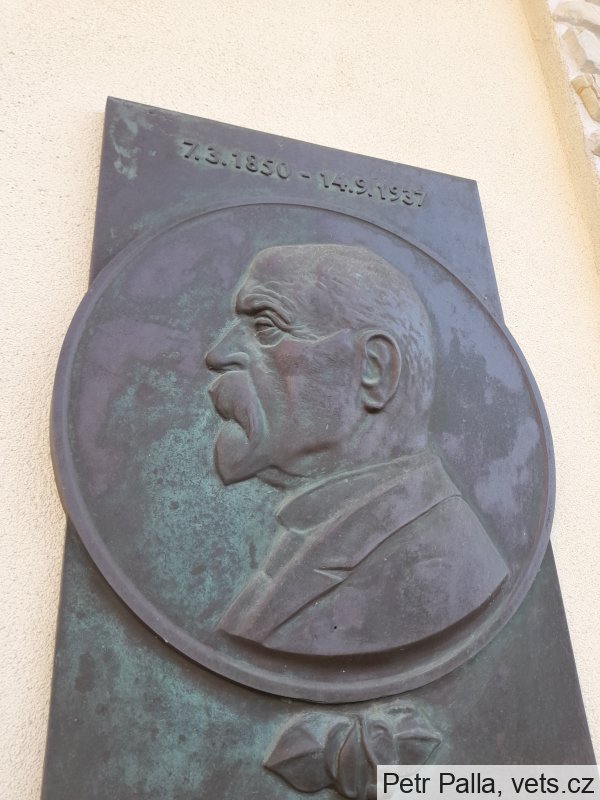 7.3.1850 - 14.9.1937
Petr Palla, vets.cz